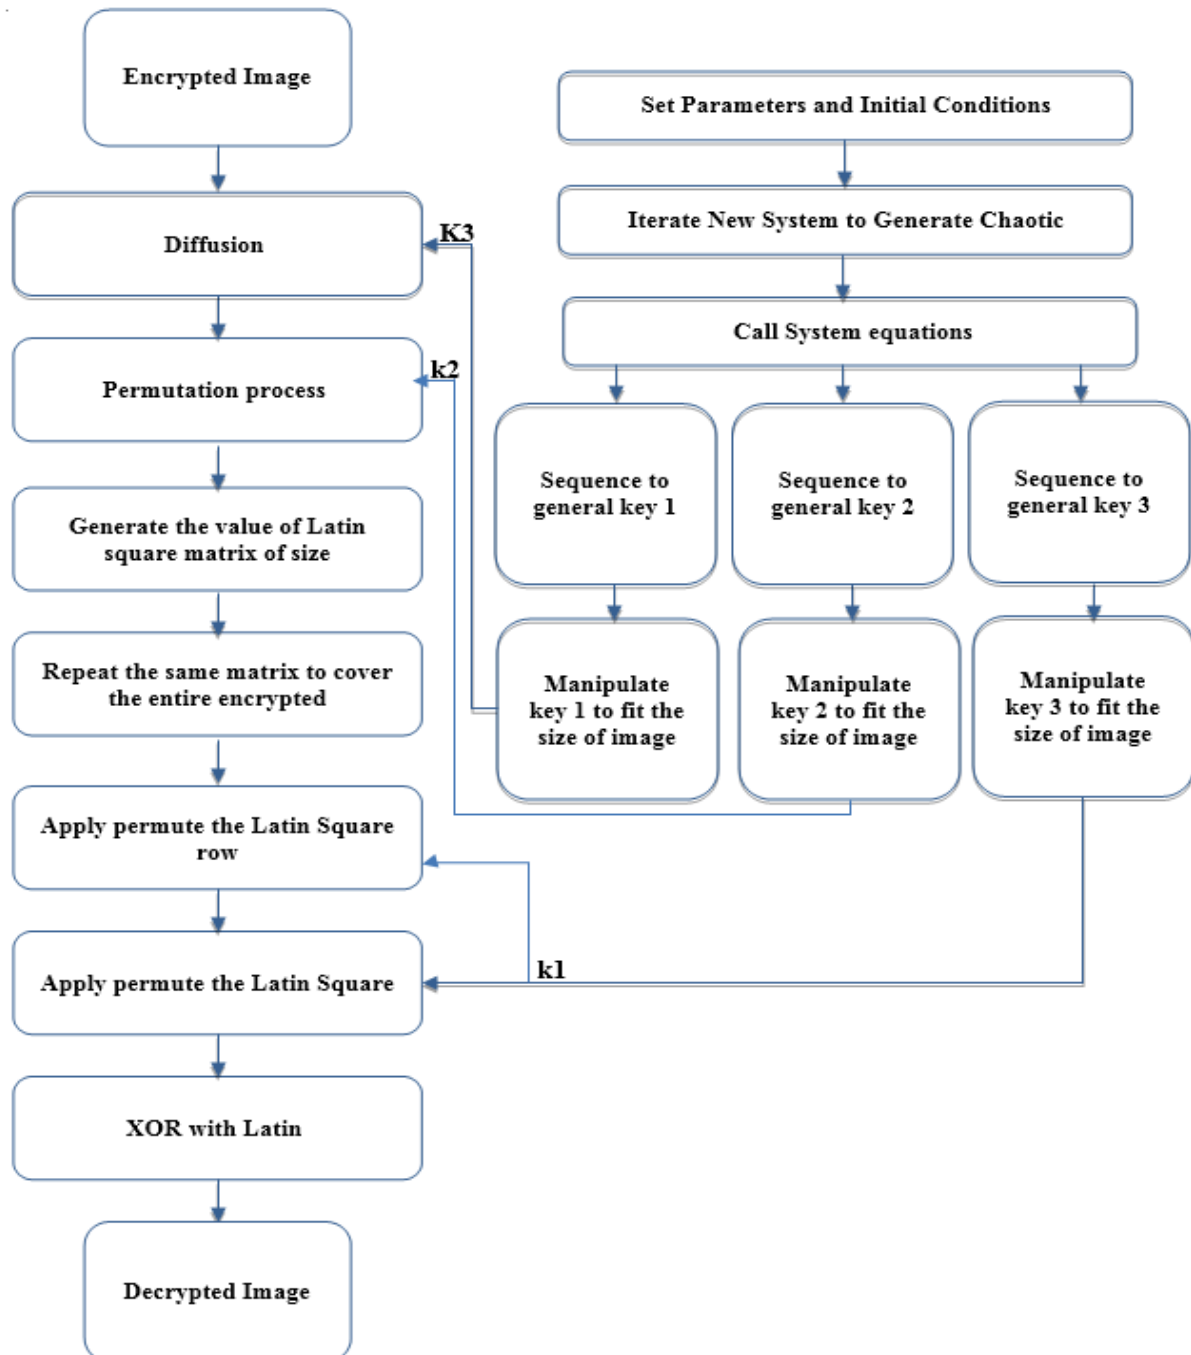 Encrypted Image
Diffusion
Permutation process
Generate the value of Latin
square matrix of size
Repeat the same matrix to cover
the entire encrypted
Apply permute the Latin Square
row
Apply permute the Latin Square
XOR with Latin
Decrypted Image
K3
k2
k1
Set Parameters and Initial Conditions
Iterate New System to Generate Chaotic
Call System equations
Sequence to
general key 1
Sequence to
general key 2
Sequence to
general key 3
Manipulate
key 1 to fit the
size of image
Manipulate
key 2 to fit the
size of image
Manipulate
key 3 to fit the
size of image